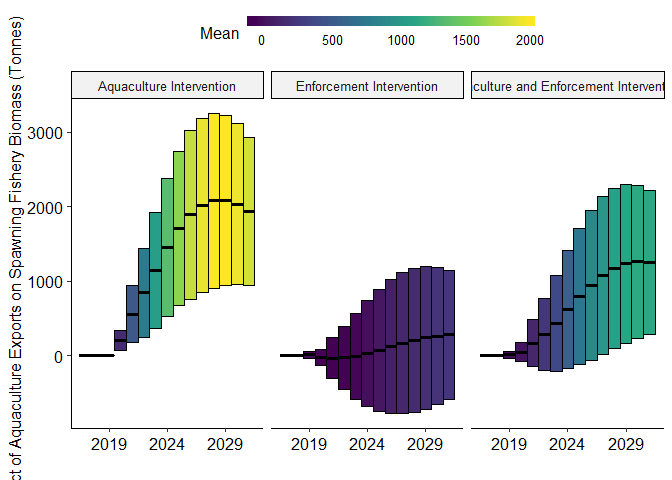 Mean
0 500 1000 1500 2000
Aquaculture Intervention Enforcement Intervention culture and Enforcement Intervent
of Aquaculture Exports on Spawning Fishery Biomass (Tonnes)
3000
2000
1000
0
2019 2024 2029 2019 2024 2029 2019 2024 2029